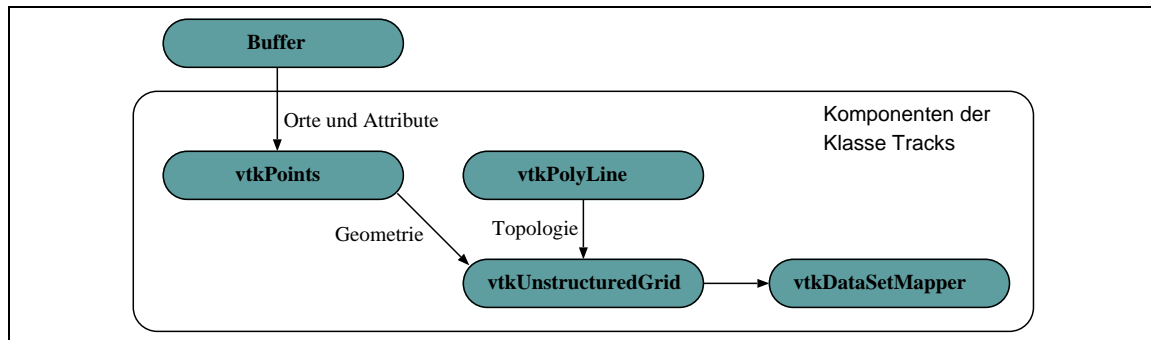 Buffer
Orte und Attribute
Komponenten der
Klasse Tracks
vtkPoints
vtkPolyLine
Geometrie
Topologie
vtkUnstructuredGrid
vtkDataSetMapper